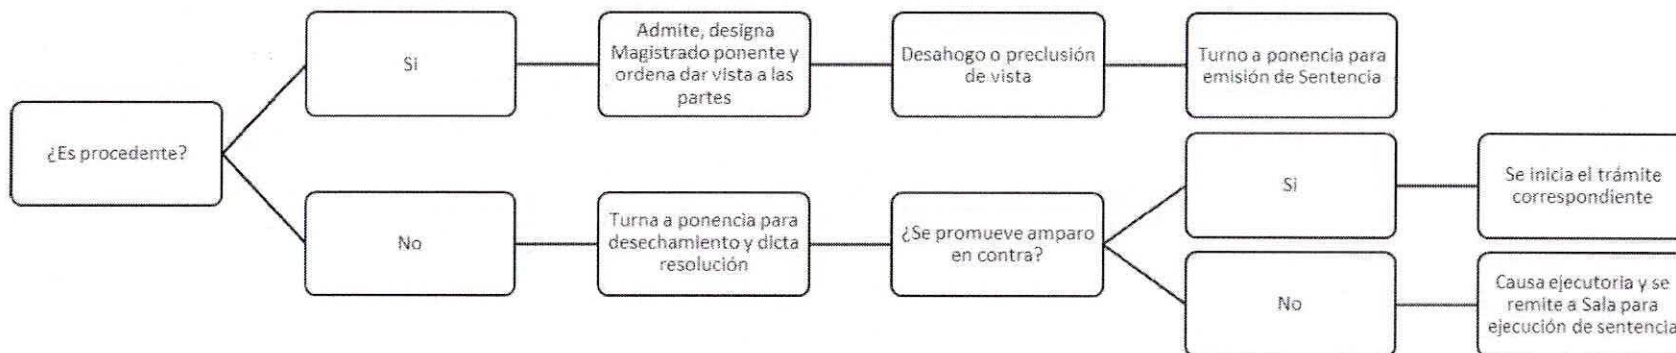 ¿Es procedente?
Si
Admite, designa
Magistrado ponente y
ordena dar vista a las
partes
Desahogo o preclusión
de vista
Turno a ponencia para
emisión de Sentencia
No
Turna a ponencia para
desechamiento y dicta
resolución
¿Se promueve amparo
en contra?
Si
Se inicia el trámite
correspondiente
No
Causa ejecutoria y se
remite a Sala para
ejecución de sentencia